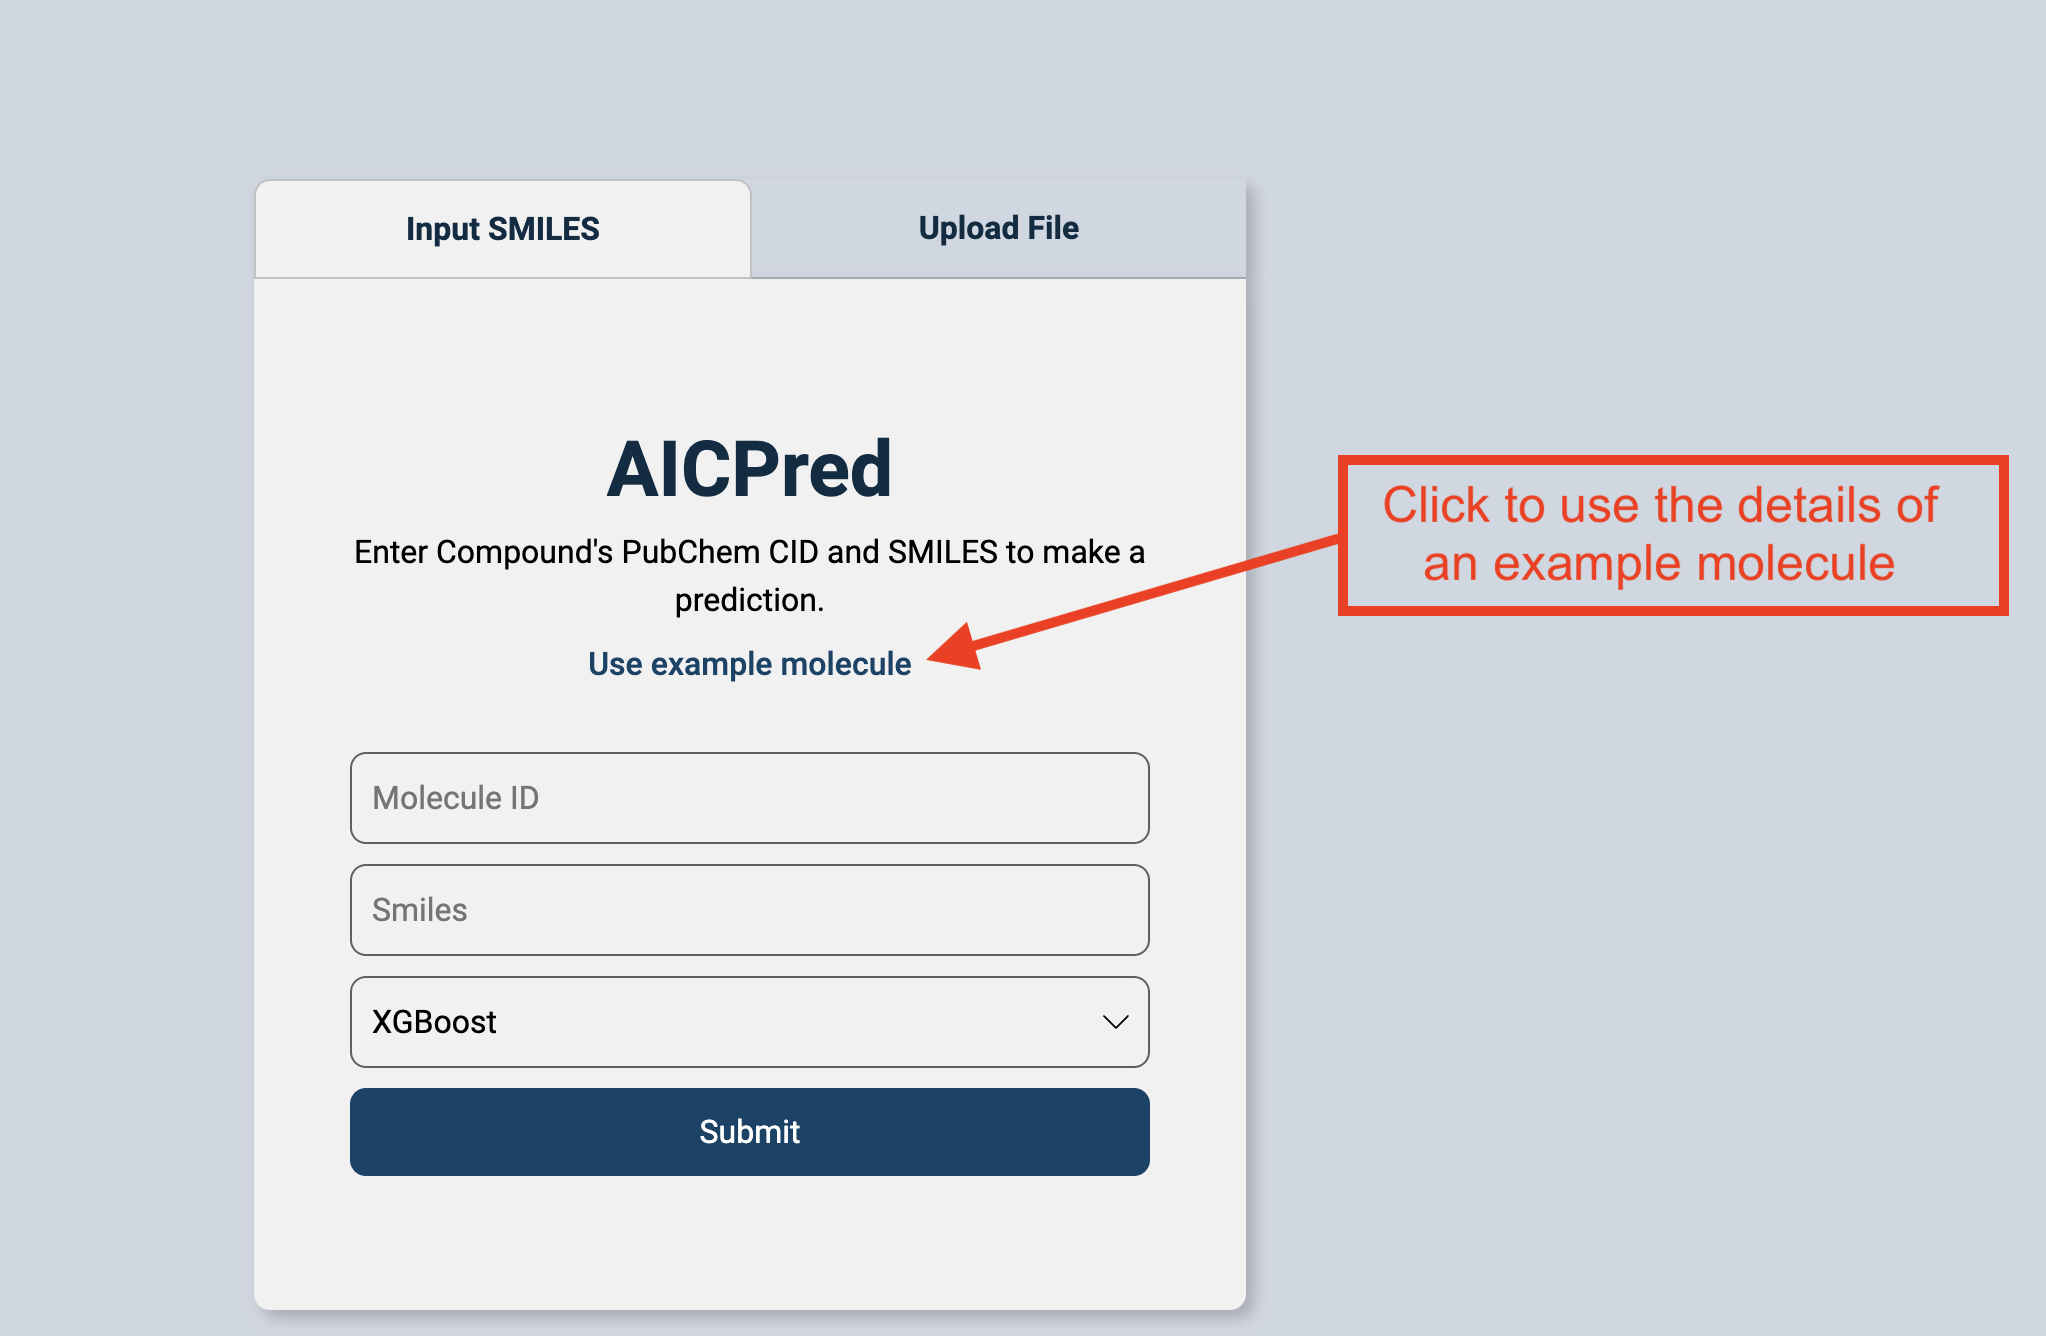 Input SMILES
Upload File
AICPred
Enter Compound's PubChem CID and SMILES to make a
prediction.
Use example molecule
Click to use the details of
an example molecule
Molecule ID
Smiles
XGBoost
Submit